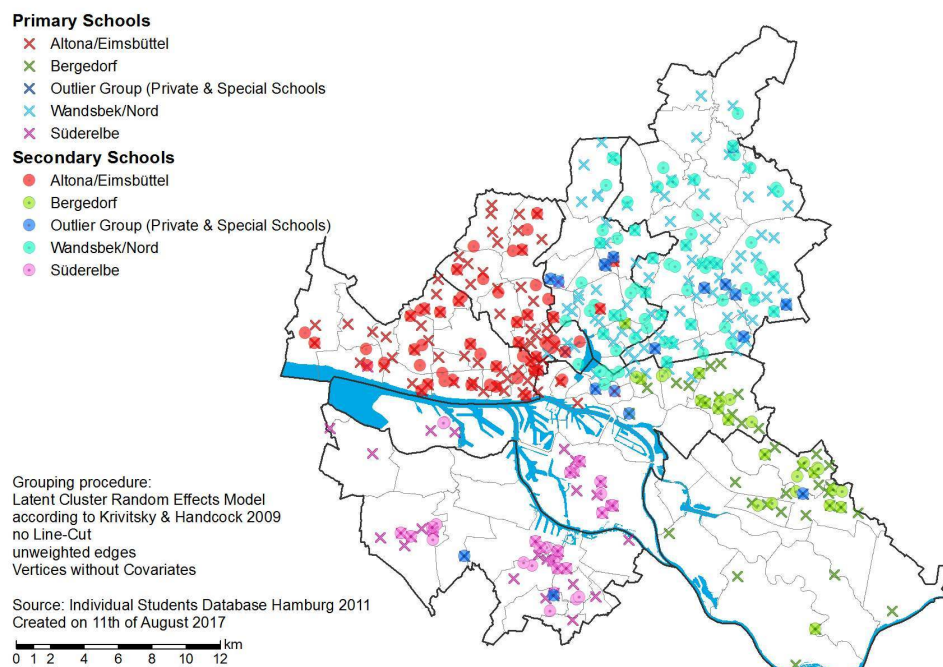 Primary Schools
Altona/Eimsbüttel
Bergedorf
Outlier Group (Private & Special Schools
Wandsbek/Nord
Süderelbe
Secondary Schools
Altona/Eimsbüttel
Bergedorf
Outlier Group (Private & Special Schools)
Wandsbek/Nord
Süderelbe
Grouping procedure:
Latent Cluster Random Effects Model
according to Krivitsky & Handcock 2009
no Line-Cut
unweighted edges
Vertices without Covariates
Source: Individual Students Database Hamburg 2011
Created on 11th of August 2017
km
0 1 2 4 6 8 10 12